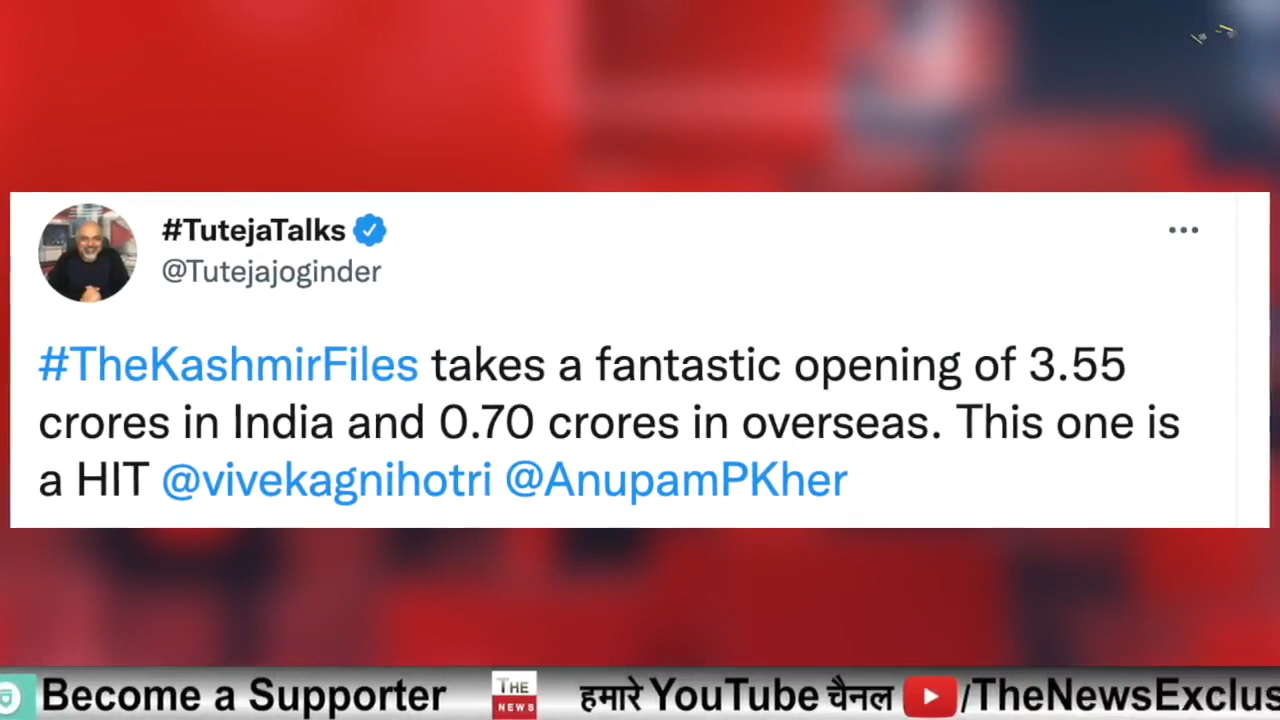 #TutejaTalks
@Tutejajoginder
#TheKashmirFiles takes a fantastic opening of 3.55
crores in India and 0.70 crores in overseas. This one is
a HIT @vivekagnihotri @AnupamPKher
Become a Supporter THE NEWS हमारे YouTube चैनल /TheNewsExclus